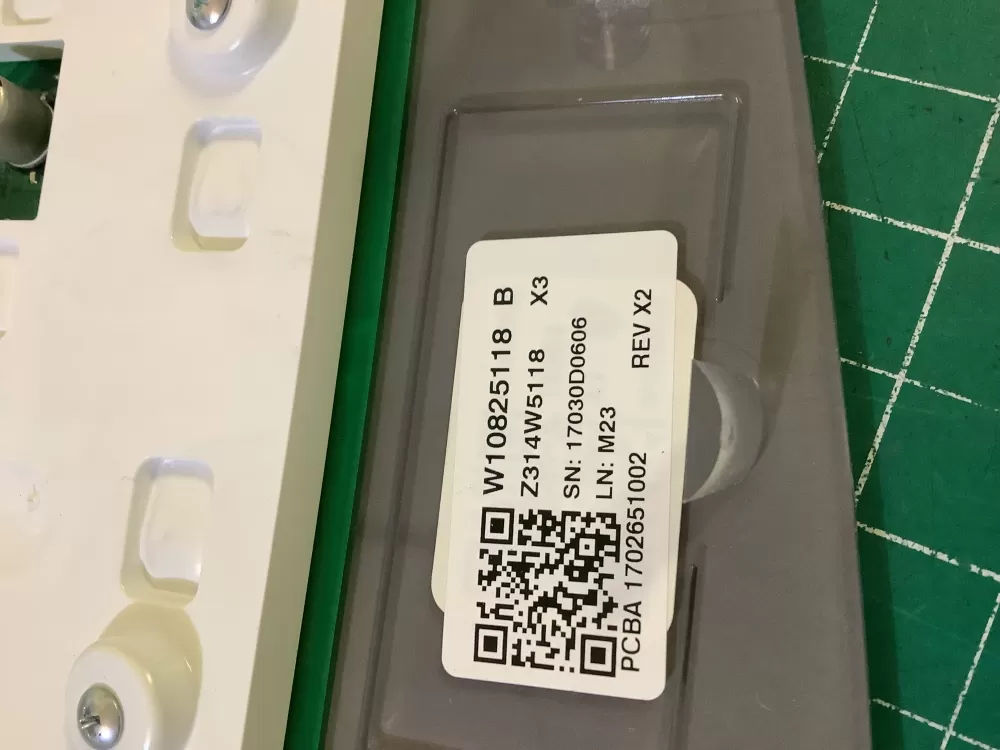 W10825118 B
Z314W5118 X3
SN: 17030D0606
LN: M23
REV X2
PCBA 1702651002